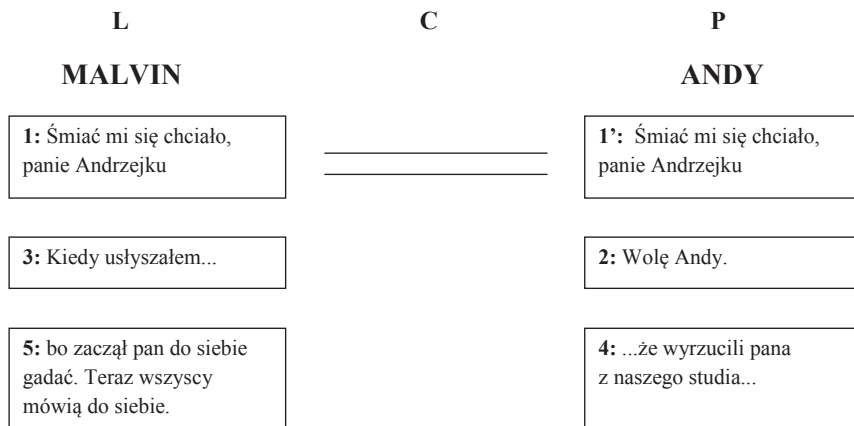 L C P
MALVIN ANDY
1: Śmiać mi się chciało,
panie Andrzejku
1’: Śmiać mi się chciało,
panie Andrzejku
3: Kiedy usłyszałem...
2: Wolę Andy.
5: bo zaczął pan do siebie
gadać. Teraz wszyscy
mówią do siebie.
4: ...że wyrzucili pana
z naszego studia...